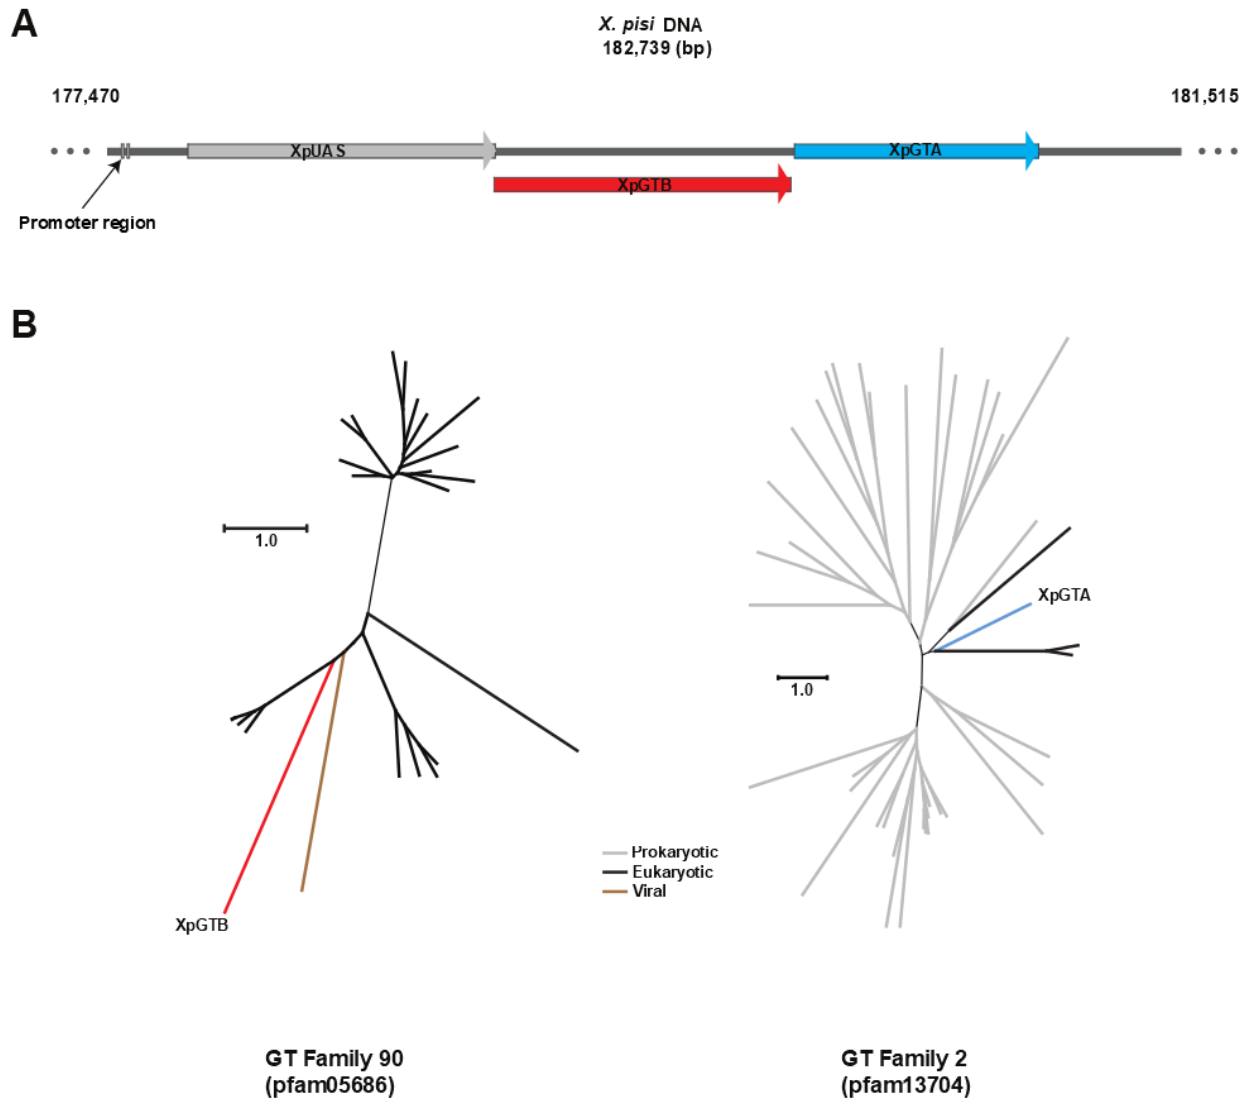 A
X. pisi DNA
182,739 (bp)
177,470
181,515
XpUAS
XpGTA
XpGTB
Promoter region
B
1.0
XpGTA
1.0
Prokaryotic
Eukaryotic
Viral
XpGTB
GT Family 90
(pfam05686)
GT Family 2
(pfam13704)